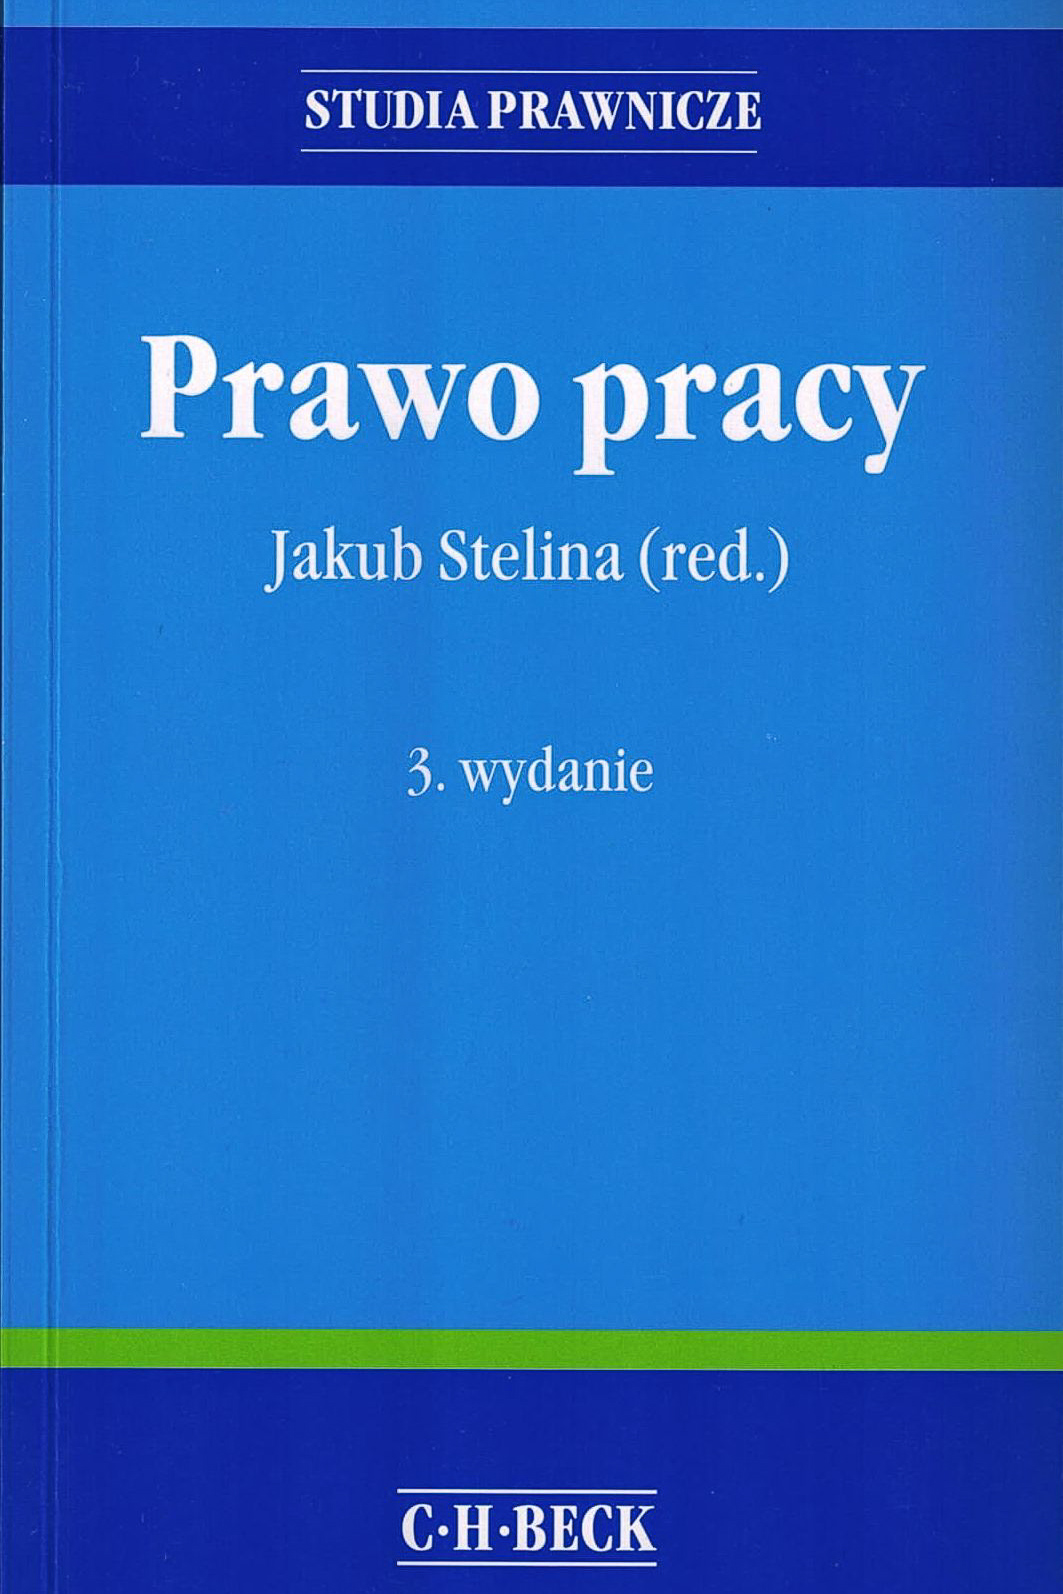 STUDIA PRAWNICZE
Prawo pracy
Jakub Stelina (red.)
3. wydanie
C·H·BECK